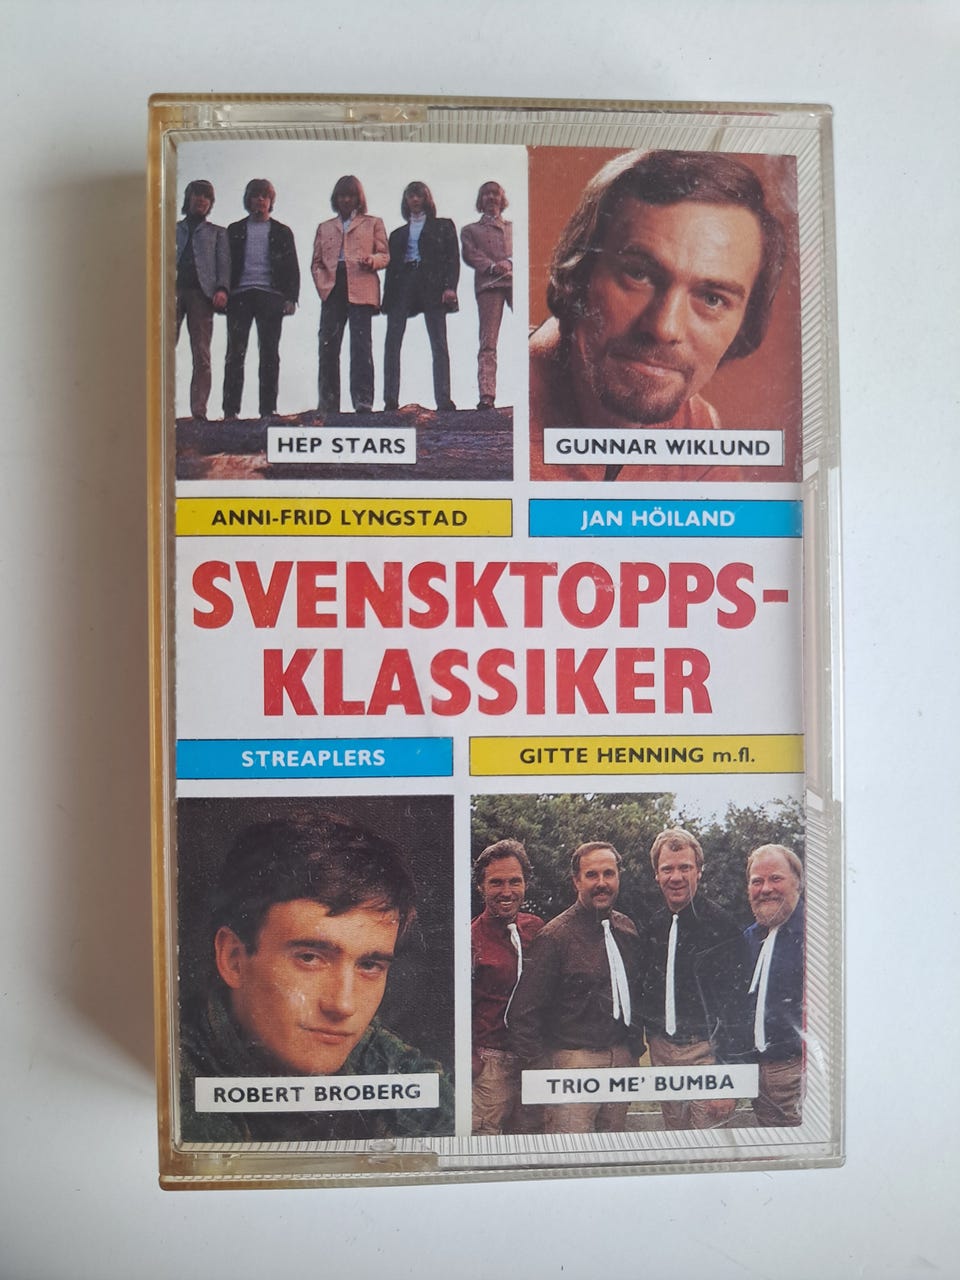 HEP STARS
GUNNAR WIKLUND
ANNI-FRID LYNGSTAD
JAN HÖILAND
SVENSKTOPPS-
KLASSIKER
STREAPLERS
GITTE HENNING m.fl.
ROBERT BROBERG
TRIO ME' BUMBA